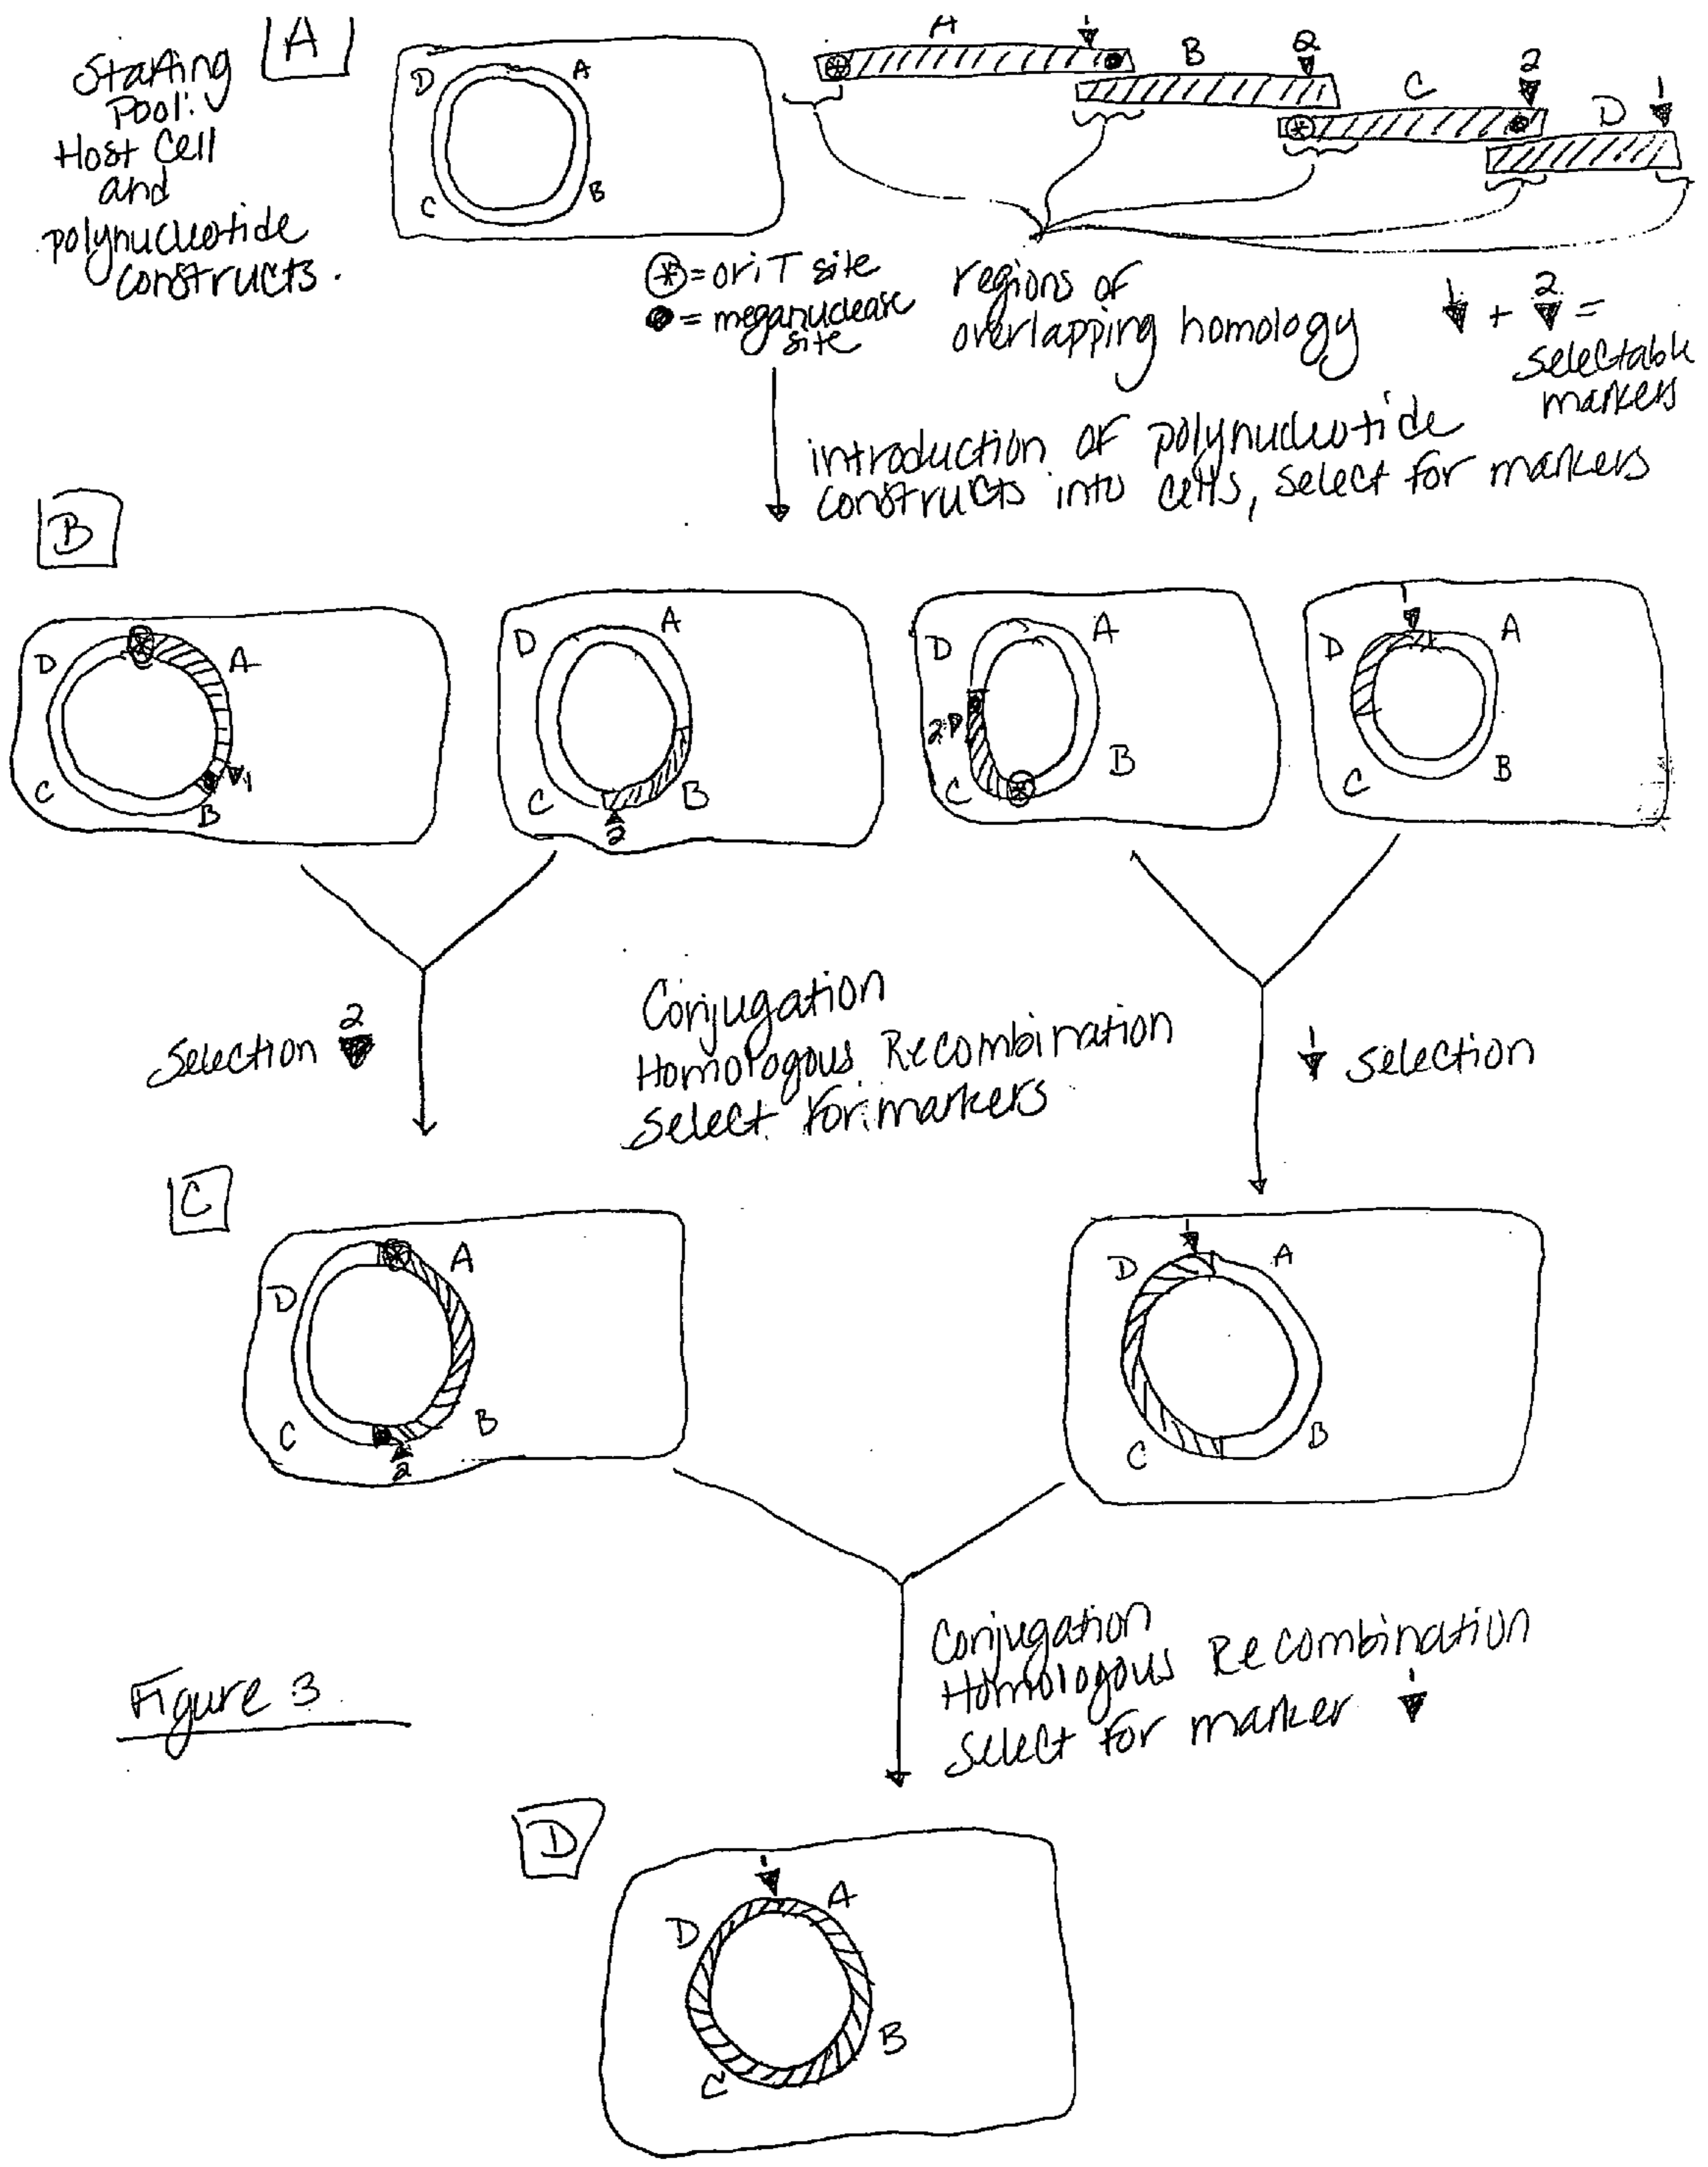 A
Starting
Pool:
Host Cell
and
polynucleotide
constructs.
D A
C B
A 1
B 2
C 2
D 1
⊛ = oriT site
● = meganuclease
site
regions of
overlapping homology
1 + 2 =
selectable
markers
introduction of polynucleotide
constructs into cells, select for markers
B
D A
C B
1
D A
C B
2
D A
2
C B
1
D A
C B
Selection 2
Conjugation
Homologous Recombination
Select for markers
1 selection
C
D A
C B
2
1
D A
C B
Conjugation
Homologous Recombination
Select for marker 1
Figure 3
D
1
D A
C B